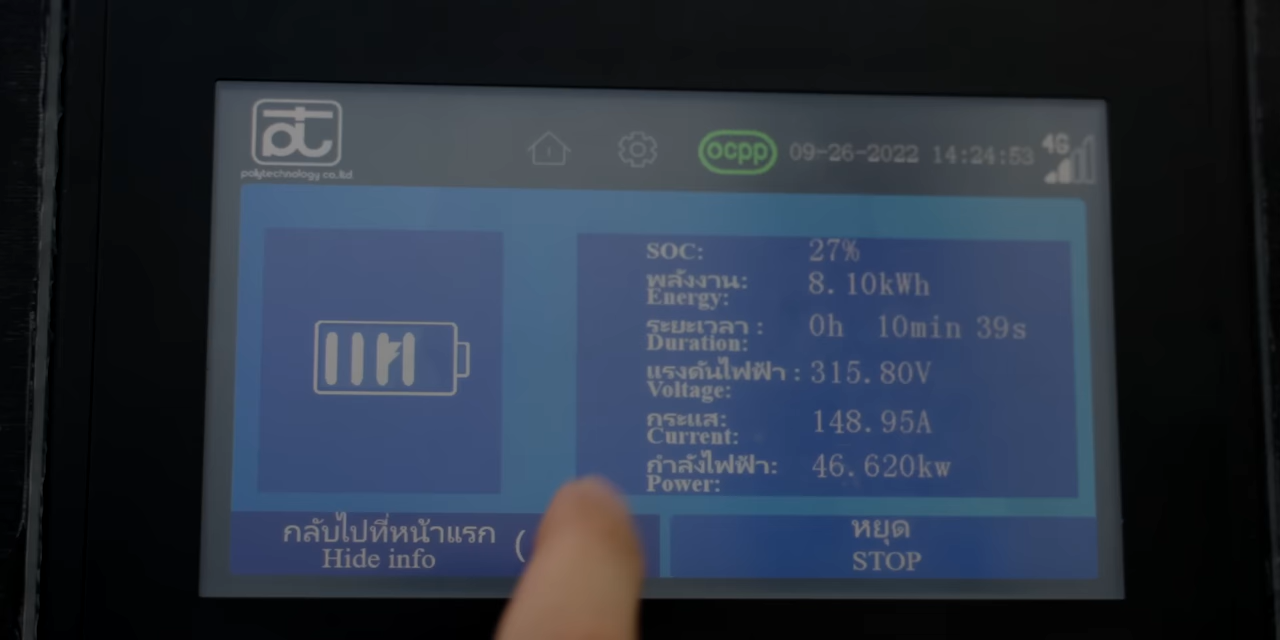 polytechnology co.ltd.
ocpp 09-26-2022 14:24:53 4G
SOC: 27%
พลังงาน:
Energy: 8.10kWh
ระยะเวลา :
Duration: 0h 10min 39s
แรงดันไฟฟ้า :
Voltage: 315.80V
กระแส:
Current: 148.95A
กำลังไฟฟ้า:
Power: 46.620kw
กลับไปที่หน้าแรก (
Hide info
หยุด
STOP